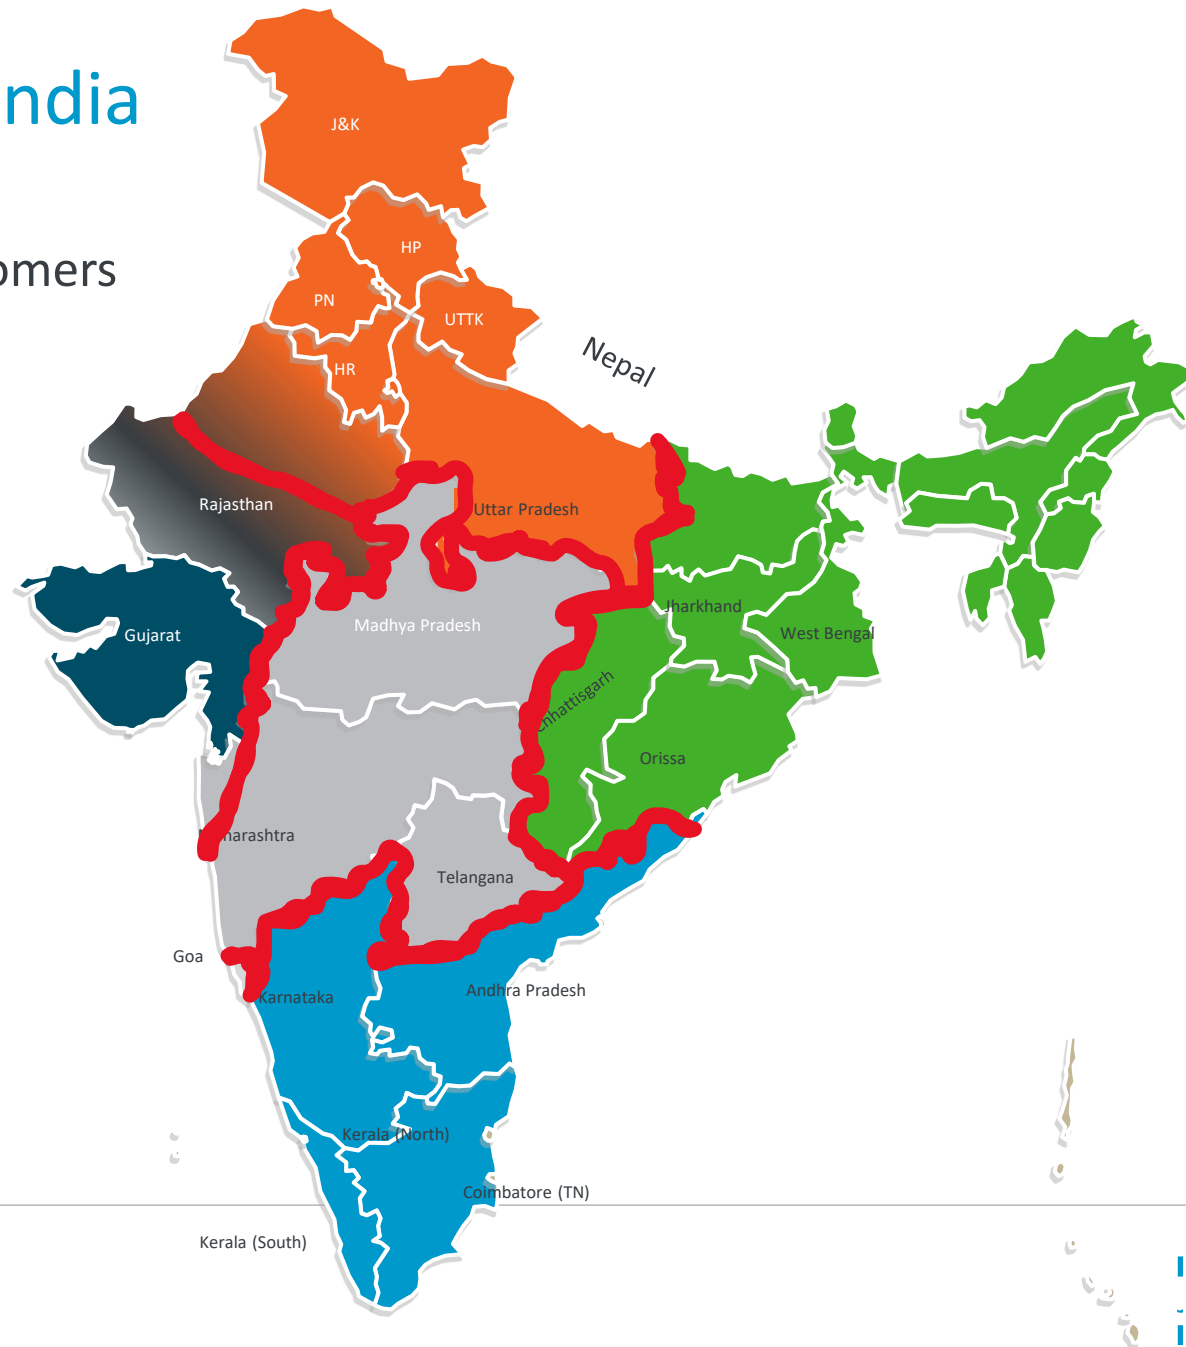 ndia
J&K
HP
omers
PN
UTTK
Nepal
HR
Rajasthan
Uttar Pradesh
Jharkhand
Madhya Pradesh
West Bengal
Gujarat
Chhattisgarh
Orissa
harashtra
Telangana
Goa
Andhra Pradesh
Karnataka
Kerala (North)
Coimbatore (TN)
Kerala (South)